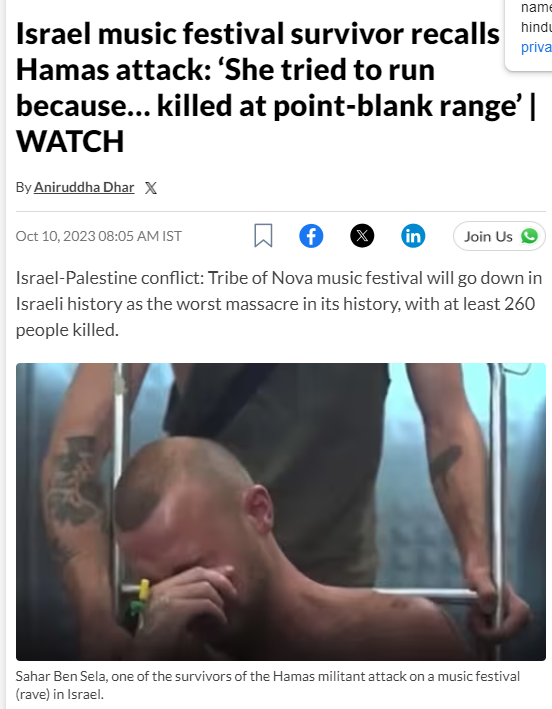 Israel music festival survivor recalls
Hamas attack: ‘She tried to run
because… killed at point-blank range’ |
WATCH
By Aniruddha Dhar
Oct 10, 2023 08:05 AM IST
Join Us
Israel-Palestine conflict: Tribe of Nova music festival will go down in
Israeli history as the worst massacre in its history, with at least 260
people killed.
Sahar Ben Sela, one of the survivors of the Hamas militant attack on a music festival
(rave) in Israel.